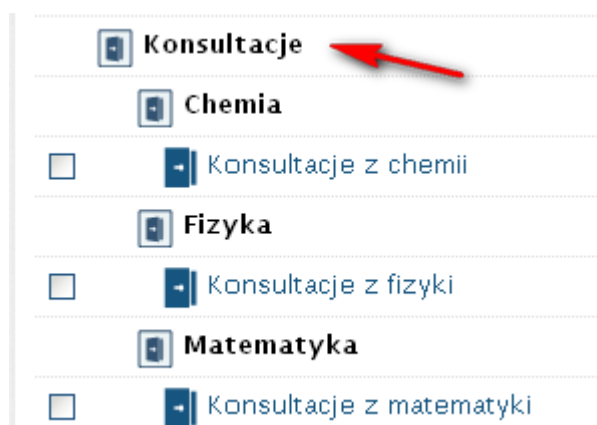 Konsultacje
Chemia
Konsultacje z chemii
Fizyka
Konsultacje z fizyki
Matematyka
Konsultacje z matematyki